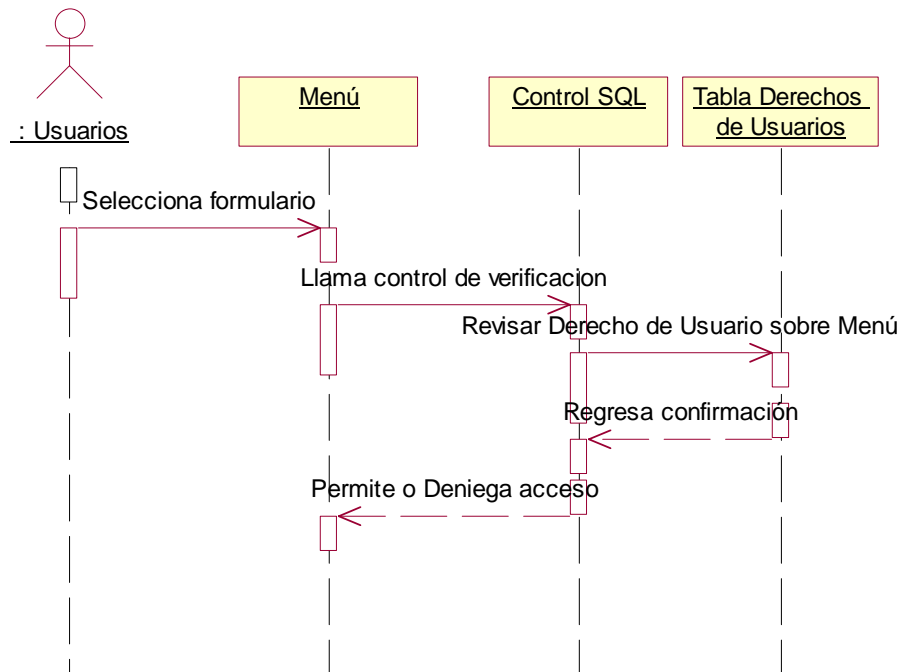 : Usuarios
Menú
Control SQL
Tabla Derechos
de Usuarios
Selecciona formulario
Llama control de verificacion
Revisar Derecho de Usuario sobre Menú
Regresa confirmación
Permite o Deniega acceso